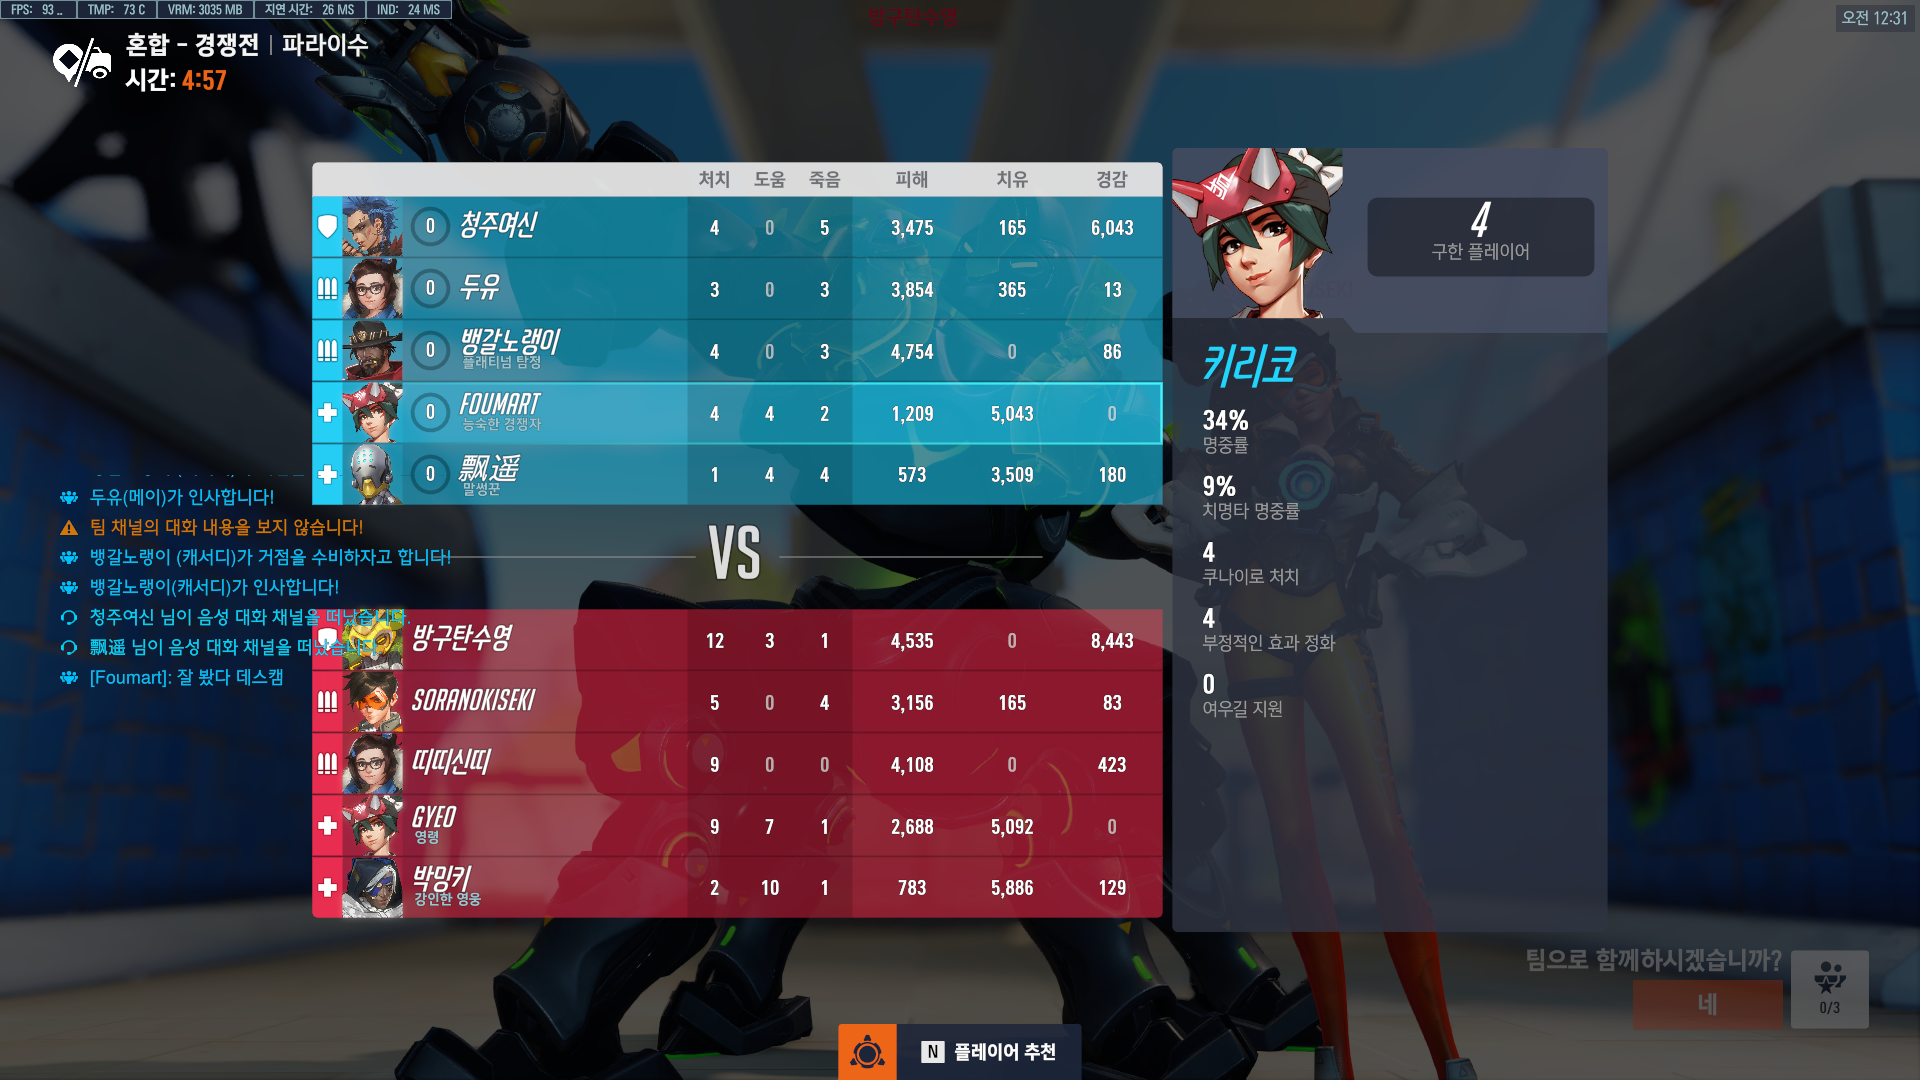 FPS: 93 .. TMP: 73 C VRM: 3035 MB 지연 시간: 26 MS IND: 24 MS
방구탄수영
오전 12:31
혼합 - 경쟁전 | 파라이수
시간: 4:57
처치 도움 죽음 피해 치유 경감
0 청주여신 4 0 5 3,475 165 6,043
0 두유 3 0 3 3,854 365 13
0 뱅갈노랭이 4 0 3 4,754 0 86
플래티넘 탐정
0 FOUMART 4 4 2 1,209 5,043 0
능숙한 경쟁자
0 飘遥 1 4 4 573 3,509 180
말썽꾼
두유(메이)가 인사합니다!
팀 채널의 대화 내용을 보지 않습니다!
뱅갈노랭이 (캐서디)가 거점을 수비하자고 합니다!
뱅갈노랭이(캐서디)가 인사합니다!
청주여신 님이 음성 대화 채널을 떠났습니다.
飘遥 님이 음성 대화 채널을 떠났습니다.
[Foumart]: 잘 봤다 데스캠
VS
방구탄수영 12 3 1 4,535 0 8,443
SORANOKISEKI 5 0 4 3,156 165 83
띠띠신띠 9 0 0 4,108 0 423
GYEO 9 7 1 2,688 5,092 0
영령
박밍키 2 10 1 783 5,886 129
강인한 영웅
4
구한 플레이어
키리코
34%
명중률
9%
치명타 명중률
4
쿠나이로 처치
4
부정적인 효과 정화
0
여우길 지원
팀으로 함께하시겠습니까?
네
0/3
N 플레이어 추천